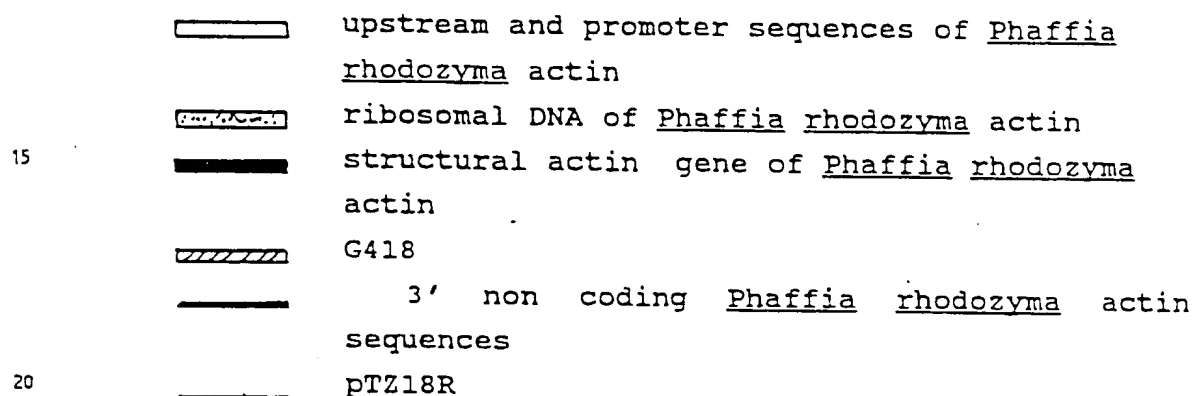 upstream and promoter sequences of Phaffia
rhodozyma actin
ribosomal DNA of Phaffia rhodozyma actin
15 structural actin gene of Phaffia rhodozyma
actin
G418
3' non coding Phaffia rhodozyma actin
sequences
20 pTZ18R